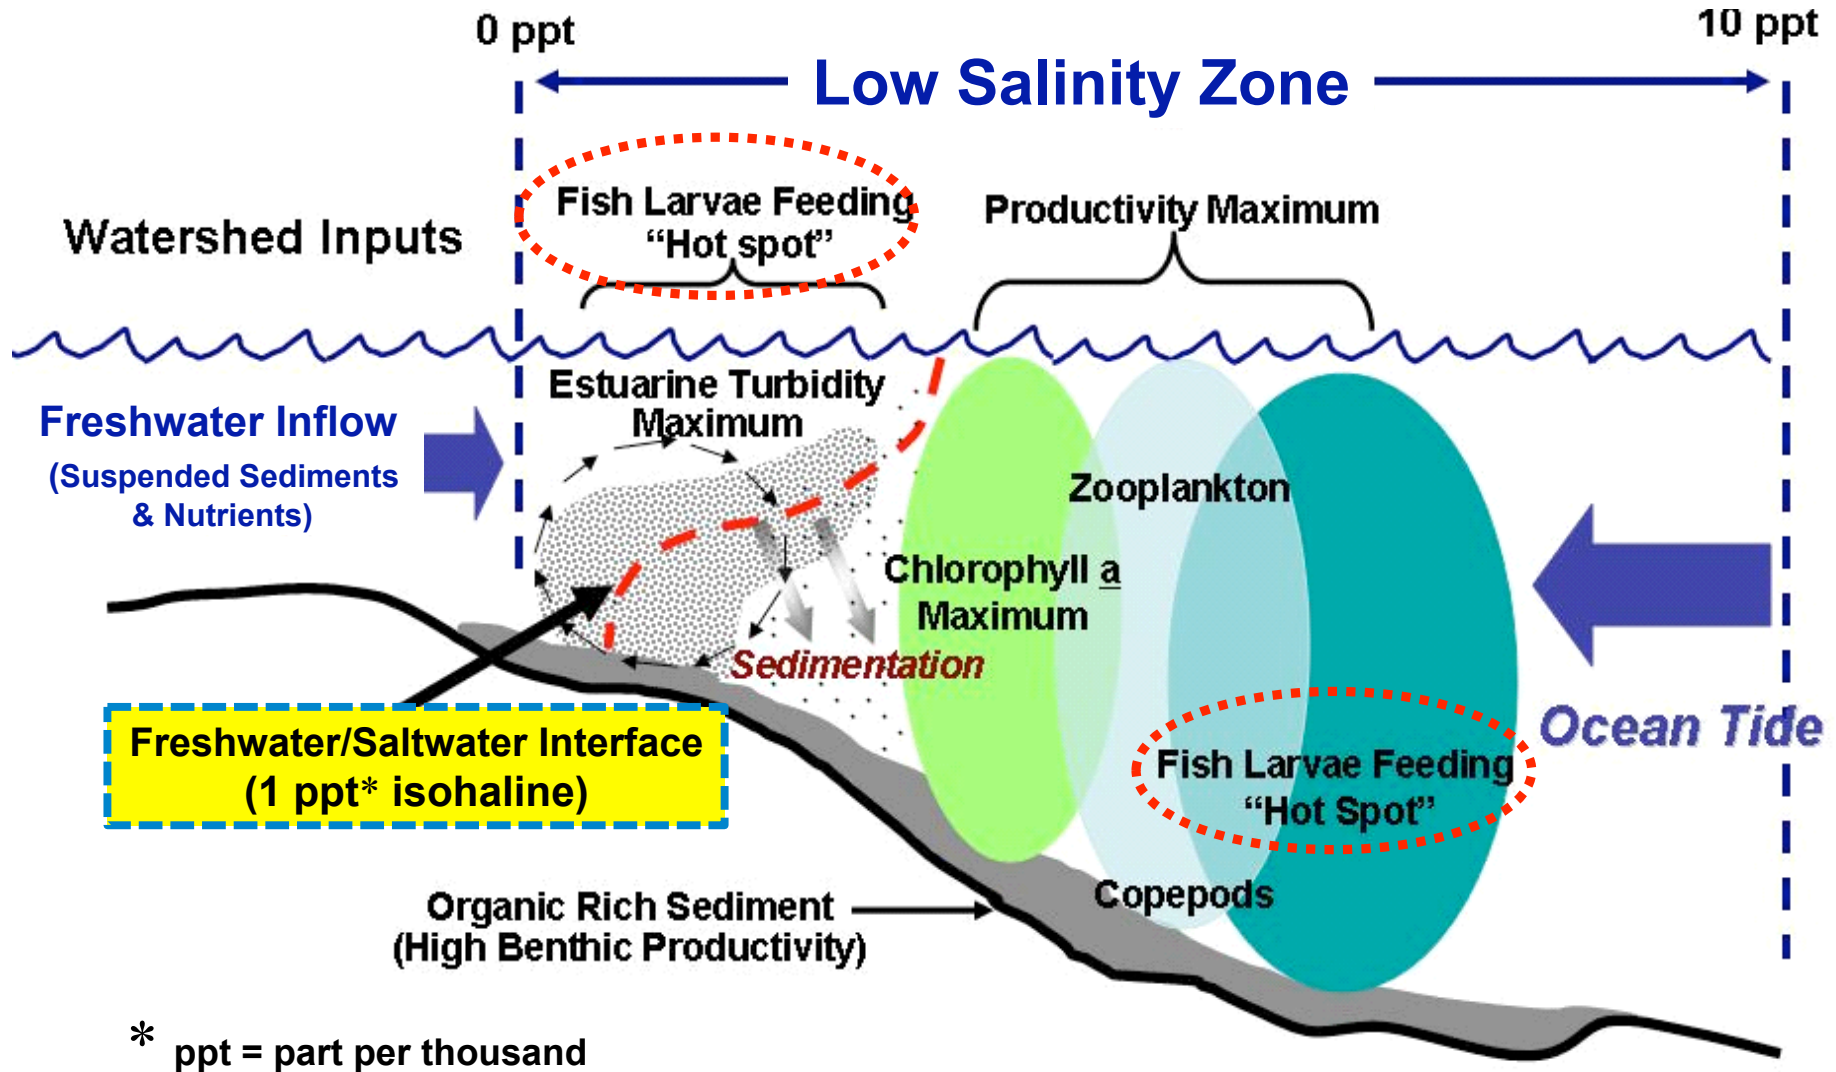 0 ppt
10 ppt
Low Salinity Zone
Fish Larvae Feeding
“Hot spot”
Productivity Maximum
Watershed Inputs
Estuarine Turbidity
Maximum
Freshwater Inflow
(Suspended Sediments
& Nutrients)
Zooplankton
Chlorophyll a
Maximum
Sedimentation
Ocean Tide
Freshwater/Saltwater Interface
(1 ppt* isohaline)
Fish Larvae Feeding
“Hot Spot”
Copepods
Organic Rich Sediment
(High Benthic Productivity)
* ppt = part per thousand